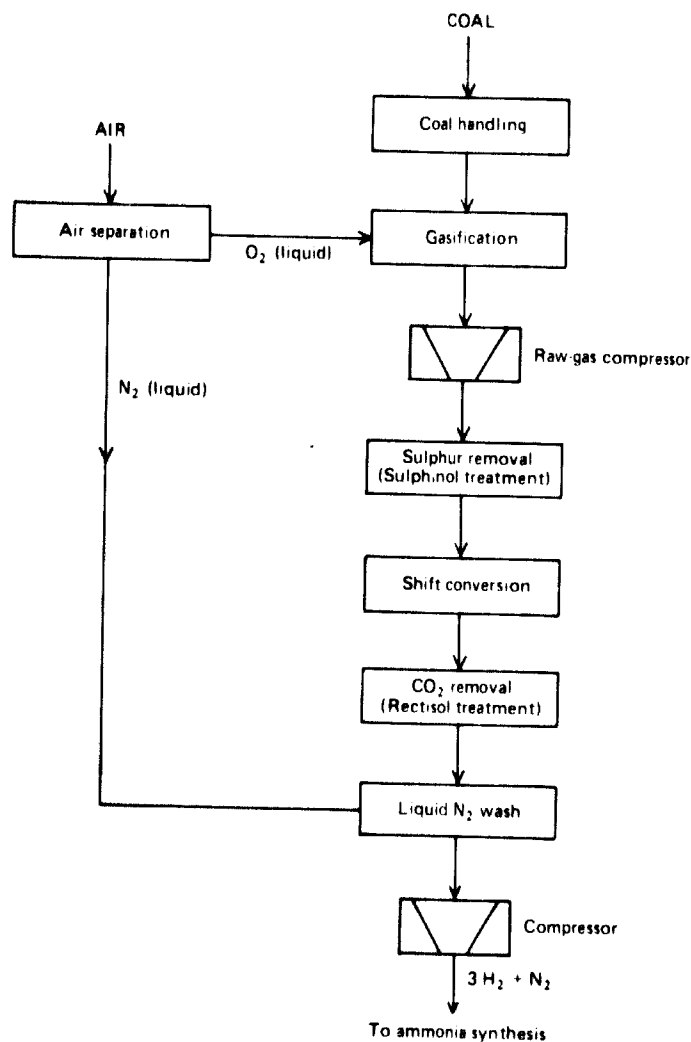 COAL
Coal handling
AIR
Air separation
O₂ (liquid)
Gasification
Raw-gas compressor
N₂ (liquid)
Sulphur removal
(Sulphinol treatment)
Shift conversion
CO₂ removal
(Rectisol treatment)
Liquid N₂ wash
Compressor
3 H₂ + N₂
To ammonia synthesis